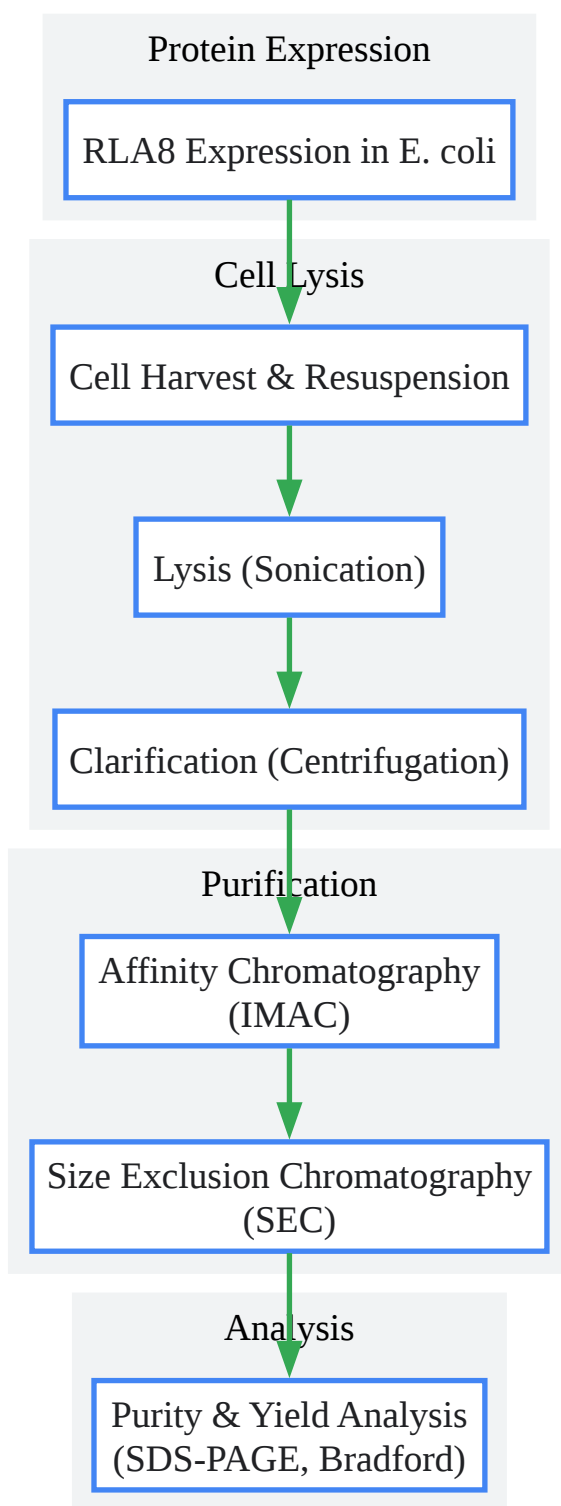 Protein Expression
RLA8 Expression in E. coli
Cell Lysis
Cell Harvest & Resuspension
Lysis (Sonication)
Clarification (Centrifugation)
Purification
Affinity Chromatography
(IMAC)
Size Exclusion Chromatography
(SEC)
Analysis
Purity & Yield Analysis
(SDS-PAGE, Bradford)